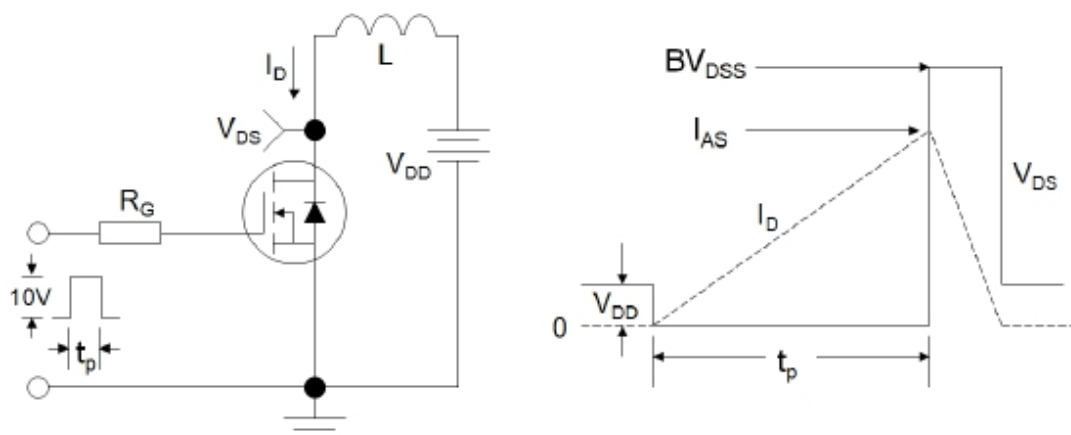 L
I_D
V_DS
V_DD
R_G
10V
t_p
BV_DSS
I_AS
V_DS
I_D
V_DD
0
t_p